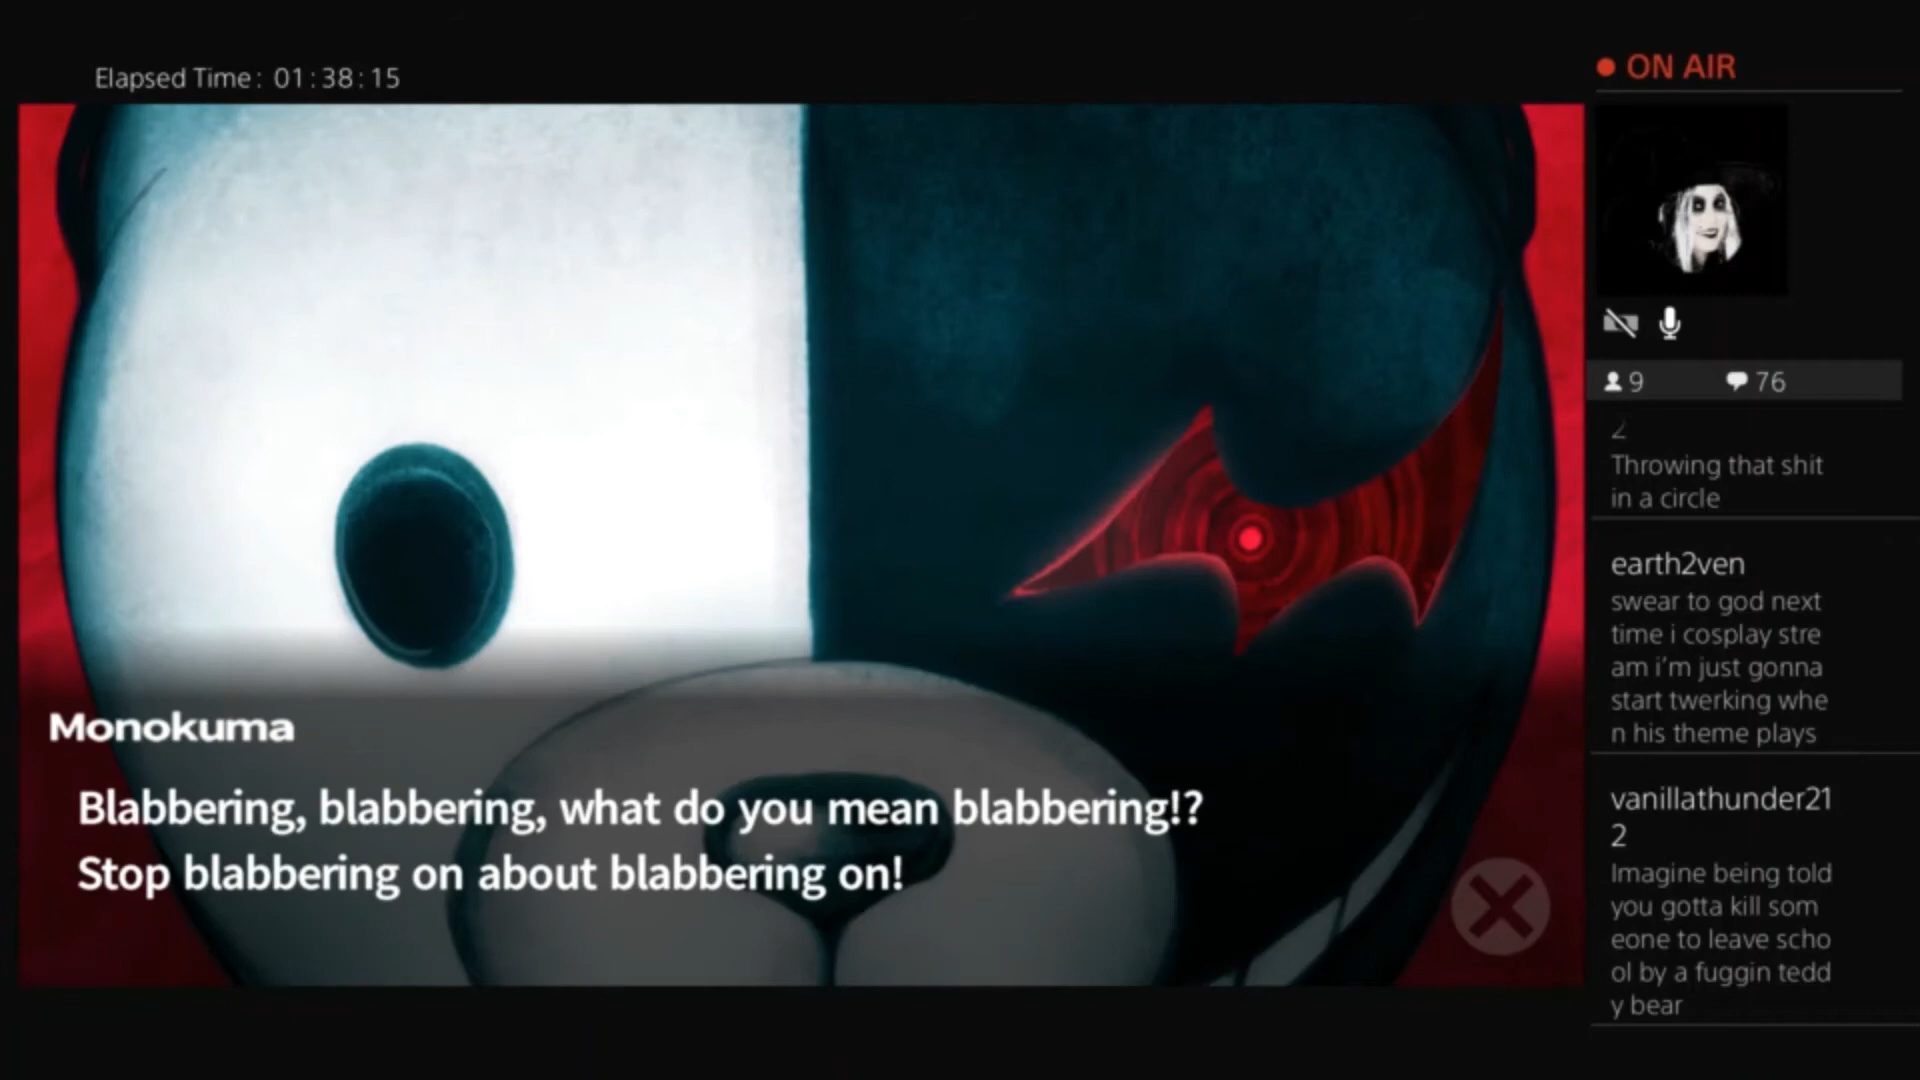 Elapsed Time: 01:38:15
ON AIR
Monokuma
Blabbering, blabbering, what do you mean blabbering!?
Stop blabbering on about blabbering on!
9 76
2
Throwing that shit
in a circle
earth2ven
swear to god next
time i cosplay stre
am i'm just gonna
start twerking whe
n his theme plays
vanillathunder21
2
Imagine being told
you gotta kill som
eone to leave scho
ol by a fuggin tedd
y bear